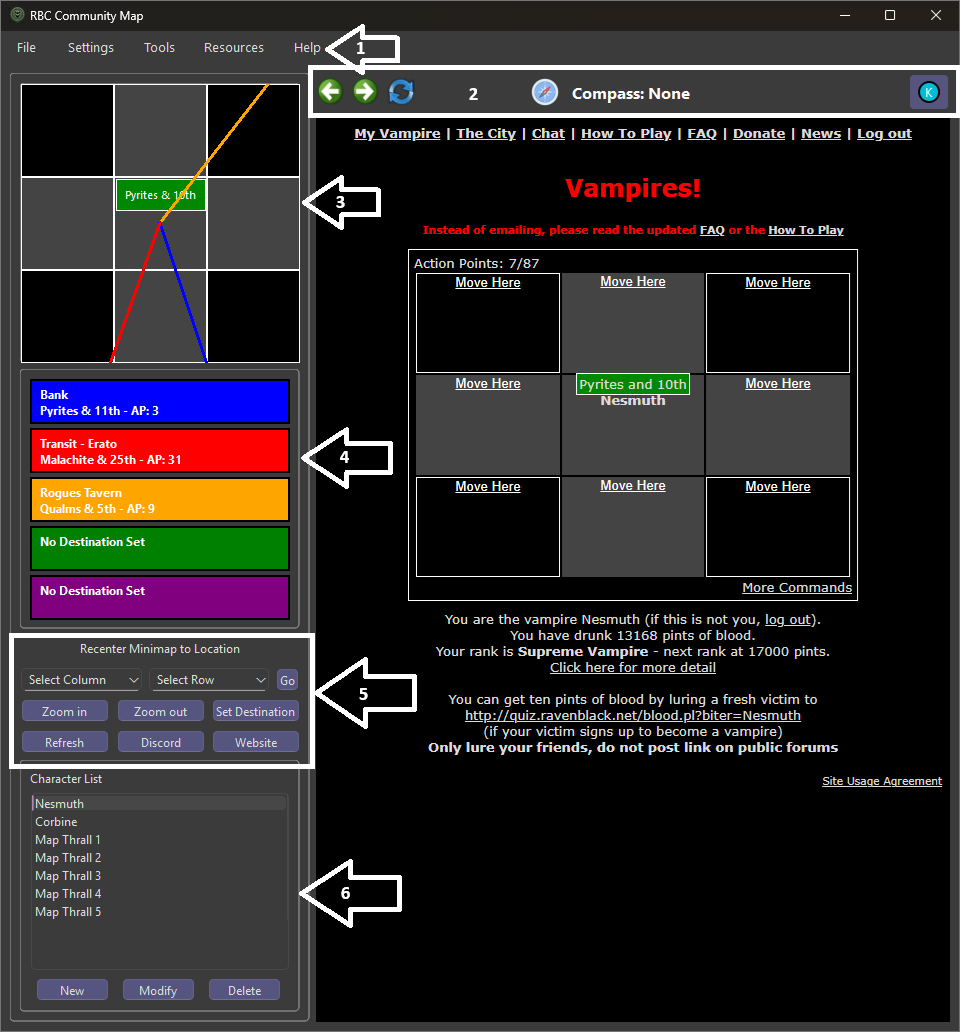 RBC Community Map
File Settings Tools Resources Help
1
2
Compass: None
K
Pyrites & 10th
3
Bank
Pyrites & 11th - AP: 3
Transit - Erato
Malachite & 25th - AP: 31
4
Rogues Tavern
Qualms & 5th - AP: 9
No Destination Set
No Destination Set
Recenter Minimap to Location
Select Column Select Row Go
5
Zoom in Zoom out Set Destination
Refresh Discord Website
Character List
Nesmuth
Corbine
Map Thrall 1
Map Thrall 2
Map Thrall 3
Map Thrall 4
Map Thrall 5
6
New Modify Delete
My Vampire | The City | Chat | How To Play | FAQ | Donate | News | Log out
Vampires!
Instead of emailing, please read the updated FAQ or the How To Play
Action Points: 7/87
Move Here Move Here Move Here
Move Here Pyrites and 10th Move Here
Nesmuth
Move Here Move Here Move Here
More Commands
You are the vampire Nesmuth (if this is not you, log out).
You have drunk 13168 pints of blood.
Your rank is Supreme Vampire - next rank at 17000 pints.
Click here for more detail
You can get ten pints of blood by luring a fresh victim to
http://quiz.ravenblack.net/blood.pl?biter=Nesmuth
(if your victim signs up to become a vampire)
Only lure your friends, do not post link on public forums
Site Usage Agreement